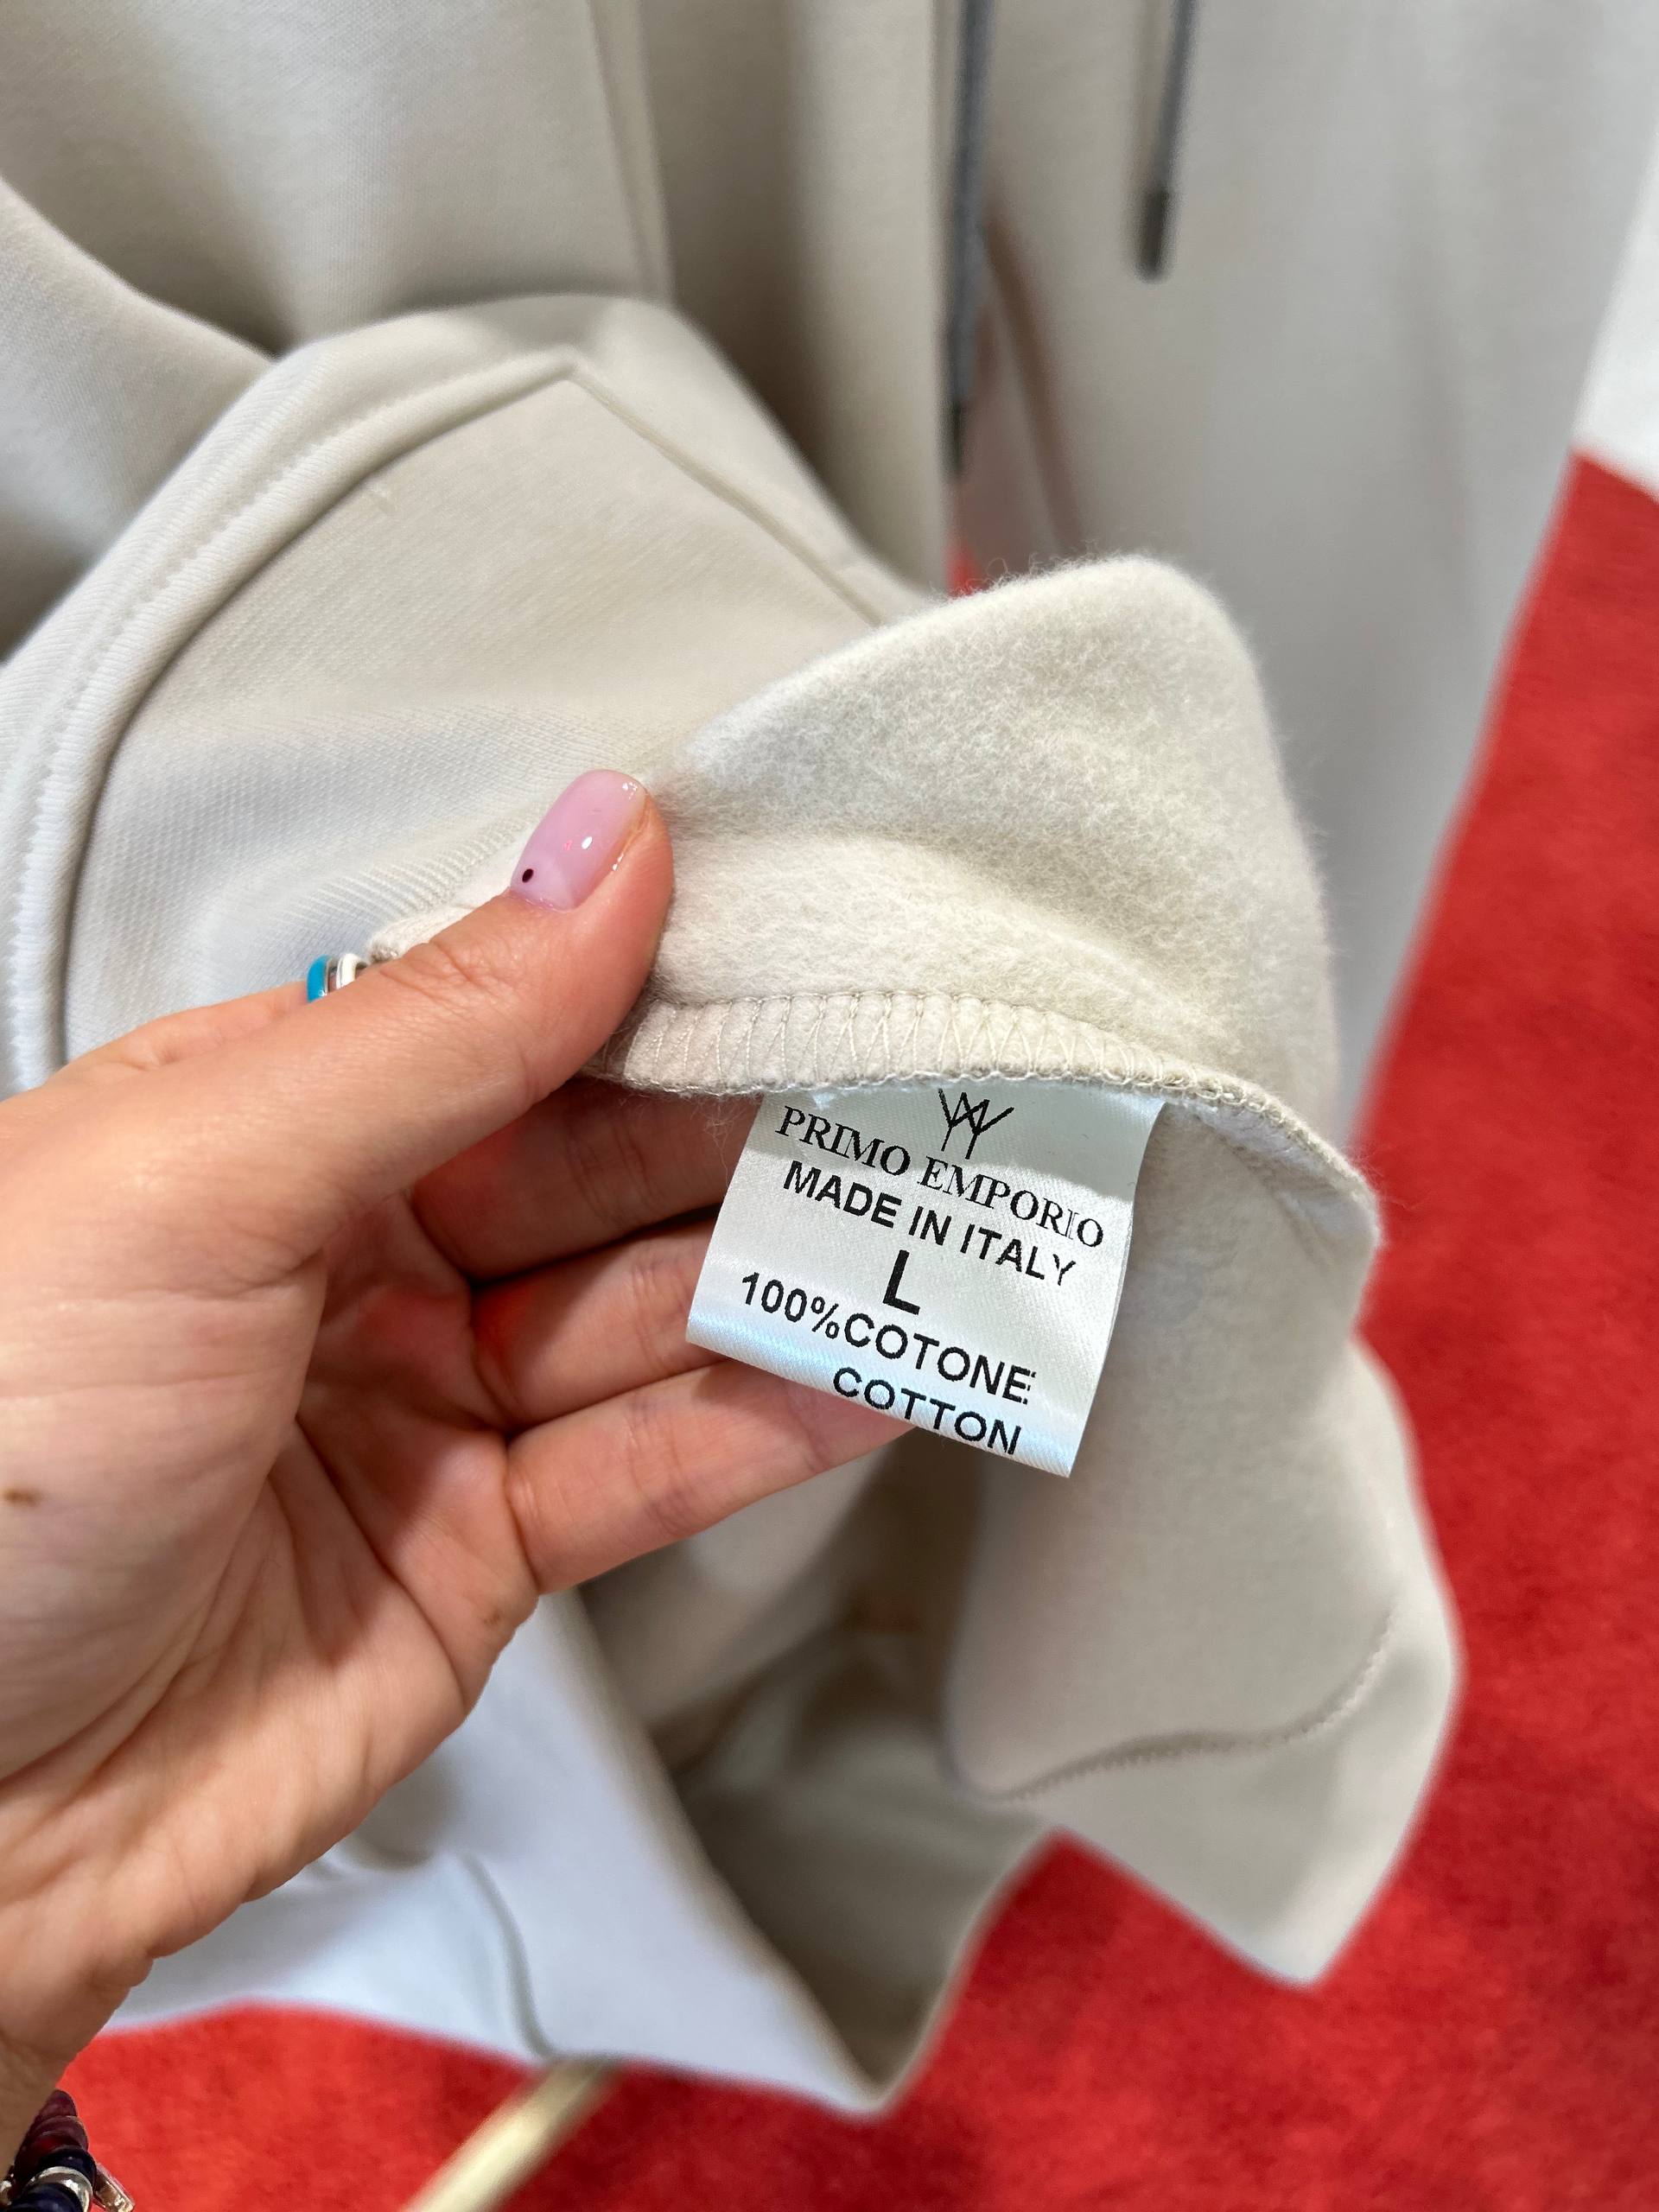 PRIMO EMPORIO
MADE IN ITALY
L
100%COTONE
COTTON